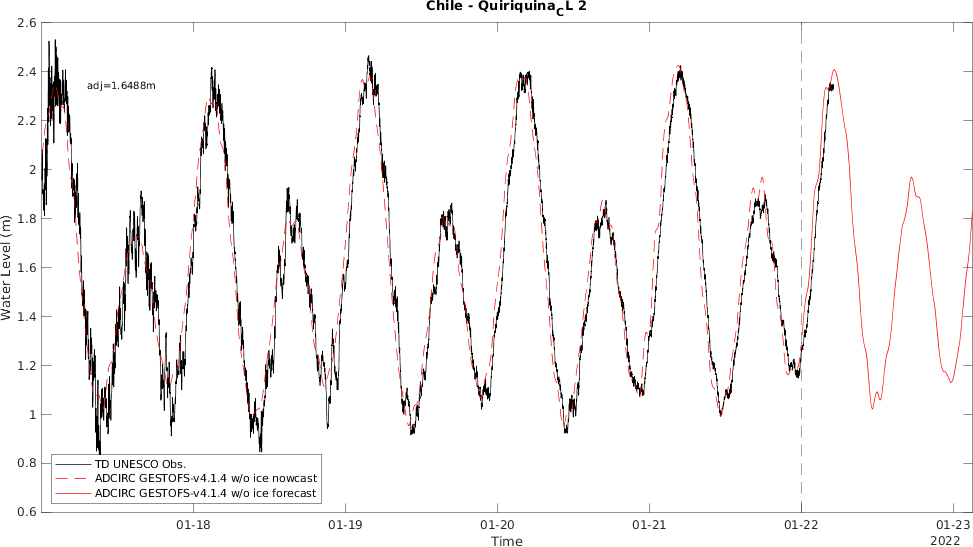 Chile - Quiriquina_CL 2
2.6
2.4
2.2
2
1.8
1.6
1.4
1.2
1
0.8
0.6
Water Level (m)
adj=1.6488m
TD UNESCO Obs.
ADCIRC GESTOFS-v4.1.4 w/o ice nowcast
ADCIRC GESTOFS-v4.1.4 w/o ice forecast
01-18
01-19
01-20
01-21
01-22
01-23
Time
2022